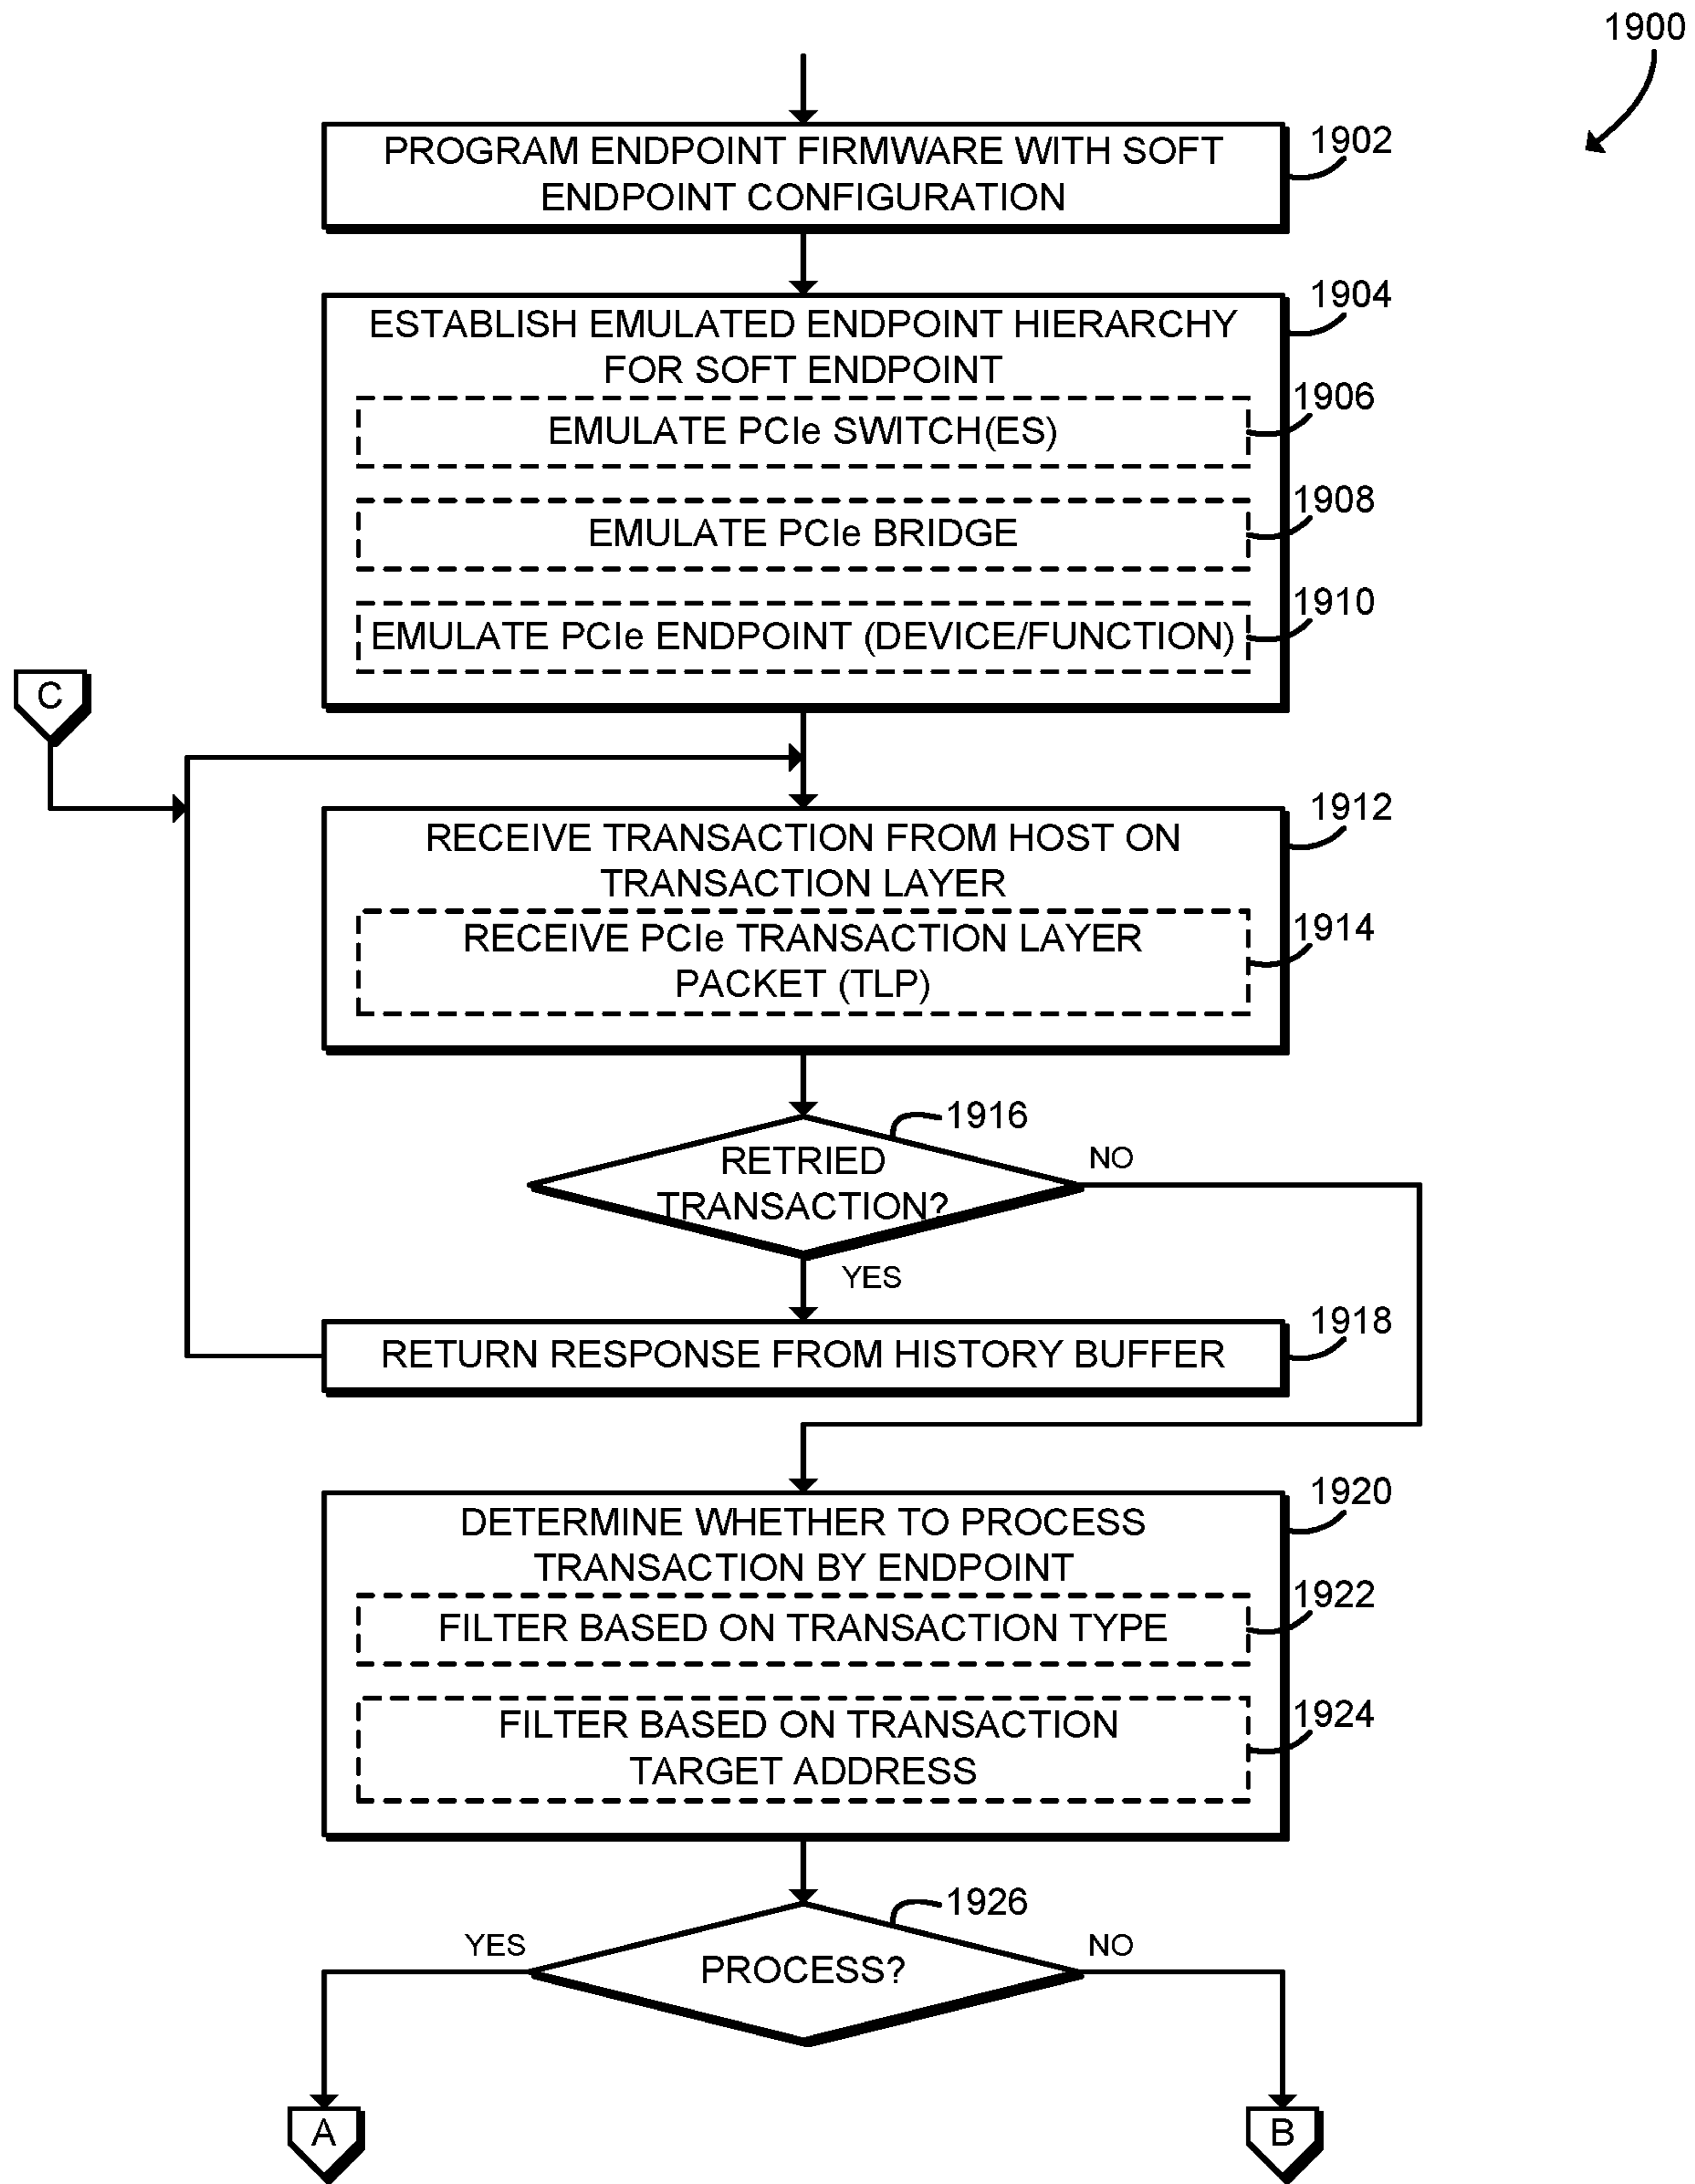 1900
PROGRAM ENDPOINT FIRMWARE WITH SOFT
ENDPOINT CONFIGURATION
1902
ESTABLISH EMULATED ENDPOINT HIERARCHY
FOR SOFT ENDPOINT
1904
EMULATE PCIe SWITCH(ES)
1906
EMULATE PCIe BRIDGE
1908
EMULATE PCIe ENDPOINT (DEVICE/FUNCTION)
1910
C
RECEIVE TRANSACTION FROM HOST ON
TRANSACTION LAYER
1912
RECEIVE PCIe TRANSACTION LAYER
PACKET (TLP)
1914
1916
RETRIED
TRANSACTION?
NO
YES
RETURN RESPONSE FROM HISTORY BUFFER
1918
DETERMINE WHETHER TO PROCESS
TRANSACTION BY ENDPOINT
1920
FILTER BASED ON TRANSACTION TYPE
1922
FILTER BASED ON TRANSACTION
TARGET ADDRESS
1924
1926
YES
PROCESS?
NO
A
B